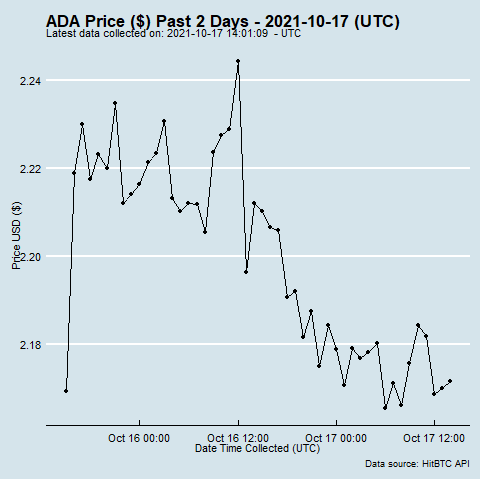 ADA Price ($) Past 2 Days - 2021-10-17 (UTC)
Latest data collected on: 2021-10-17 14:01:09 - UTC
2.24
2.22
2.20
2.18
Price USD ($)
Oct 16 00:00 Oct 16 12:00 Oct 17 00:00 Oct 17 12:00
Date Time Collected (UTC)
Data source: HitBTC API